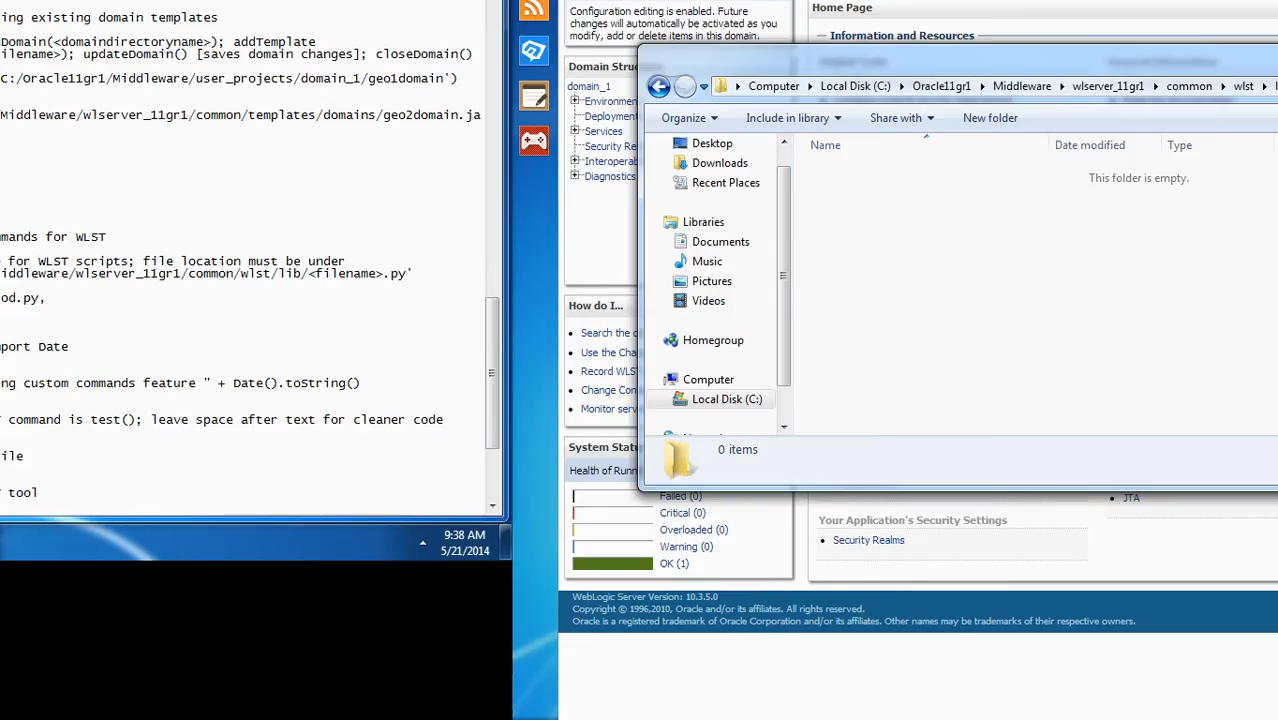 ing existing domain templates
Domain(<domaindirectoryname>); addTemplate
ilename>); updateDomain() [saves domain changes]; closeDomain()
C:/Oracle11gr1/Middleware/user_projects/domain_1/geo1domain')
Middleware/wlserver_11gr1/common/templates/domains/geo2domain.ja
mands for WLST
e for WLST scripts; file location must be under
iddleware/wlserver_11gr1/common/wlst/lib/<filename>.py'
od.py,
mport Date
ng custom commands feature " + Date().toString()
command is test(); leave space after text for cleaner code
ile
tool
9:38 AM
5/21/2014
Configuration editing is enabled. Future
changes will automatically be activated as you
modify, add or delete items in this domain.
Domain Struc
domain_1
Environmen
Deployment
Services
Security Re
Interoperab
Diagnostics
How do I...
Search the c
Use the Cha
Record WLS
Change Con
Monitor serv
System Statu
Health of Runn
Failed (0)
Critical (0)
Overloaded (0)
Warning (0)
OK (1)
Home Page
Information and Resources
Computer
Local Disk (C:)
Oracle11gr1
Middleware
wlserver_11gr1
common
wlst
Organize
Include in library
Share with
New folder
Desktop
Downloads
Recent Places
Libraries
Documents
Music
Pictures
Videos
Homegroup
Computer
Local Disk (C:)
Name
Date modified
Type
This folder is empty.
0 items
JTA
Your Application's Security Settings
Security Realms
WebLogic Server Version: 10.3.5.0
Copyright © 1996,2010, Oracle and/or its affiliates. All rights reserved.
Oracle is a registered trademark of Oracle Corporation and/or its affiliates. Other names may be trademarks of their respective owners.